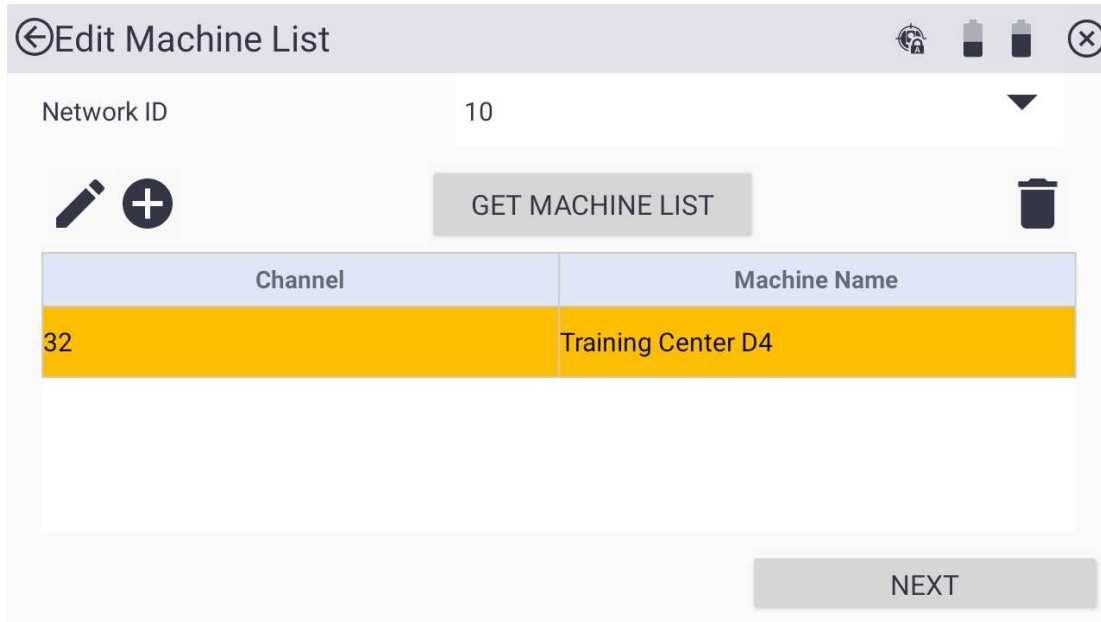 Edit Machine List
Network ID 10
GET MACHINE LIST
Channel Machine Name
32 Training Center D4
NEXT